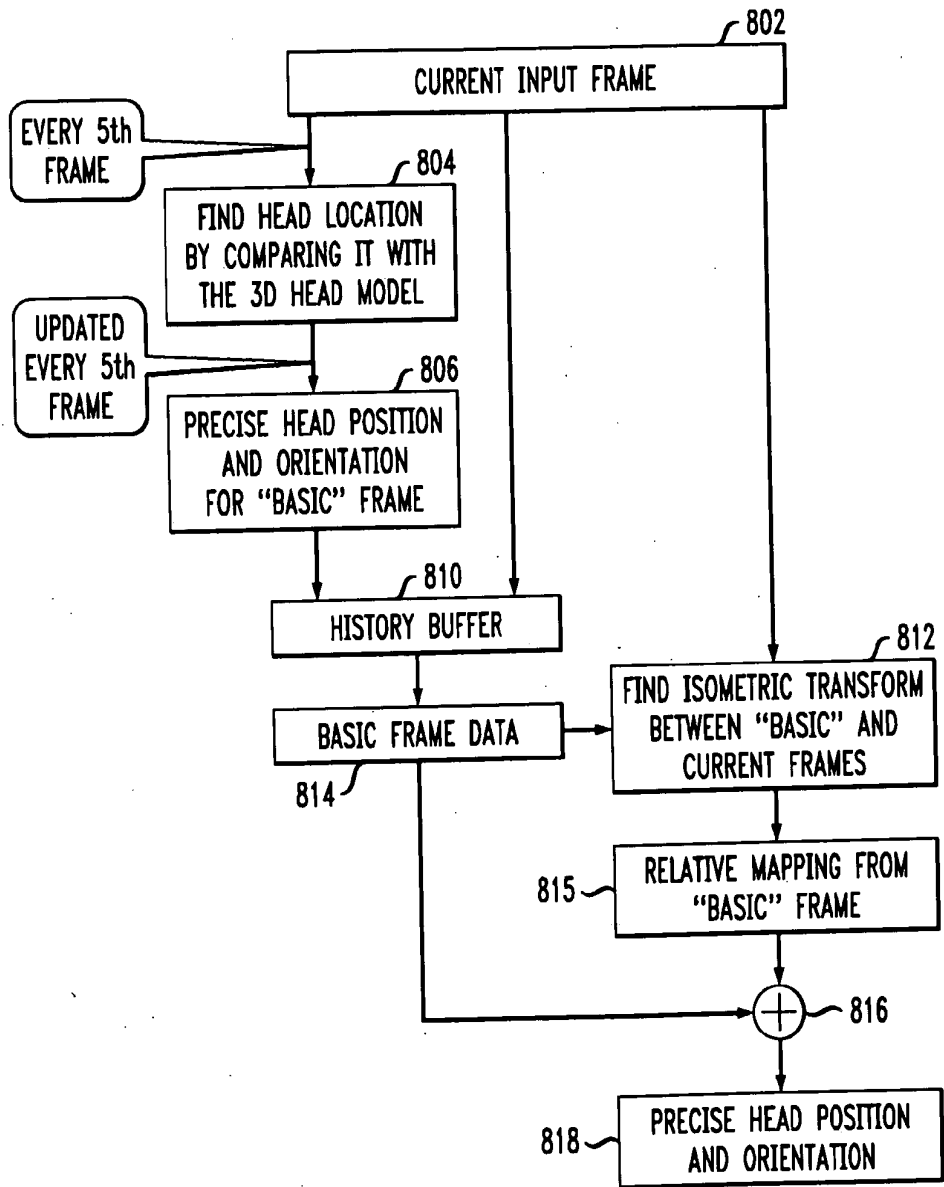 802
CURRENT INPUT FRAME
EVERY 5th
FRAME
804
FIND HEAD LOCATION
BY COMPARING IT WITH
THE 3D HEAD MODEL
UPDATED
EVERY 5th
FRAME
806
PRECISE HEAD POSITION
AND ORIENTATION
FOR “BASIC” FRAME
810
HISTORY BUFFER
812
FIND ISOMETRIC TRANSFORM
BETWEEN “BASIC” AND
CURRENT FRAMES
BASIC FRAME DATA
814
815
RELATIVE MAPPING FROM
“BASIC” FRAME
816
818
PRECISE HEAD POSITION
AND ORIENTATION